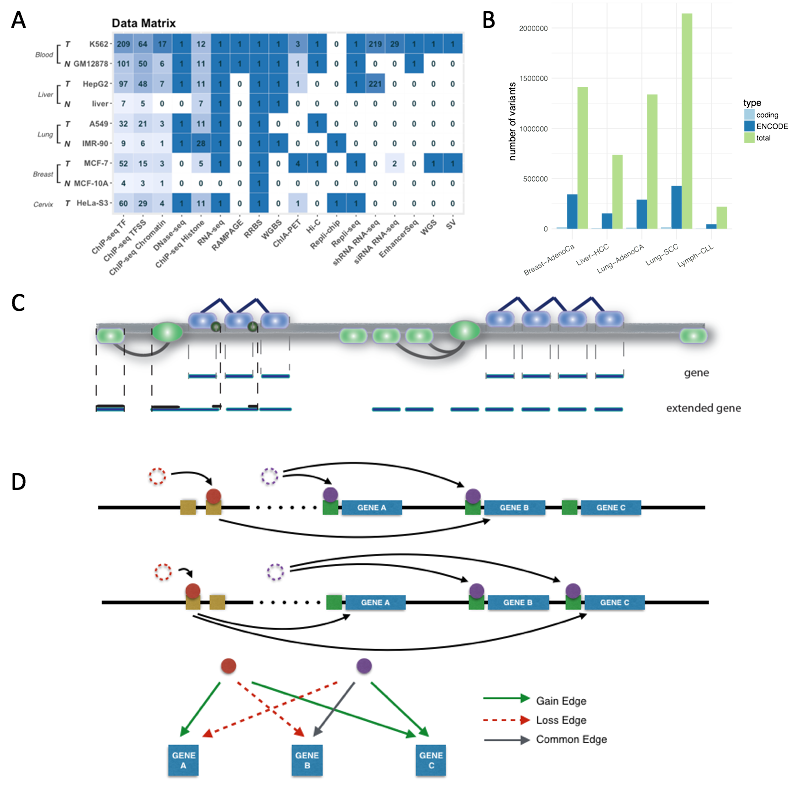 A
Data Matrix
Blood T K562 209 64 17 1 12 1 1 1 1 3 1 0 1 219 29 1 1 1
N GM12878 101 50 6 1 11 1 1 1 1 1 1 0 1 0 0 1 0 0
Liver T HepG2 97 48 7 1 11 1 0 1 1 1 0 0 1 221 0 0 0 0
N liver 7 5 0 0 7 1 0 1 1 0 0 0 0 0 0 0 0 0
Lung T A549 32 21 3 1 11 1 0 1 0 0 1 0 0 0 0 0 0 0
N IMR-90 9 6 1 1 28 1 0 1 1 0 0 1 0 0 0 0 0 0
Breast T MCF-7 52 15 3 0 5 1 0 1 0 4 1 0 1 0 2 0 1 1
N MCF-10A 4 3 1 0 0 0 0 1 0 0 0 0 0 0 0 0 0 0
Cervix T HeLa-S3 60 29 4 1 11 1 0 1 0 1 0 1 1 0 0 0 0 0
ChIP-seq TF
ChIP-seq TFSS
ChIP-seq Chromatin
DNase-seq
ChIP-seq Histone
RNA-seq
RAMPAGE
RRBS
WGBS
ChIA-PET
Hi-C
Repli-chip
Repli-seq
shRNA RNA-seq
siRNA RNA-seq
EnhancerSeq
WGS
SV
B
number of variants
2000000
1500000
1000000
500000
0
Breast-AdenoCa
Liver-HCC
Lung-AdenoCA
Lung-SCC
Lymph-CLL
type
coding
ENCODE
total
C
gene
extended gene
D
GENE A
GENE B
GENE C
GENE A
GENE B
GENE C
GENE
A
GENE
B
GENE
C
Gain Edge
Loss Edge
Common Edge